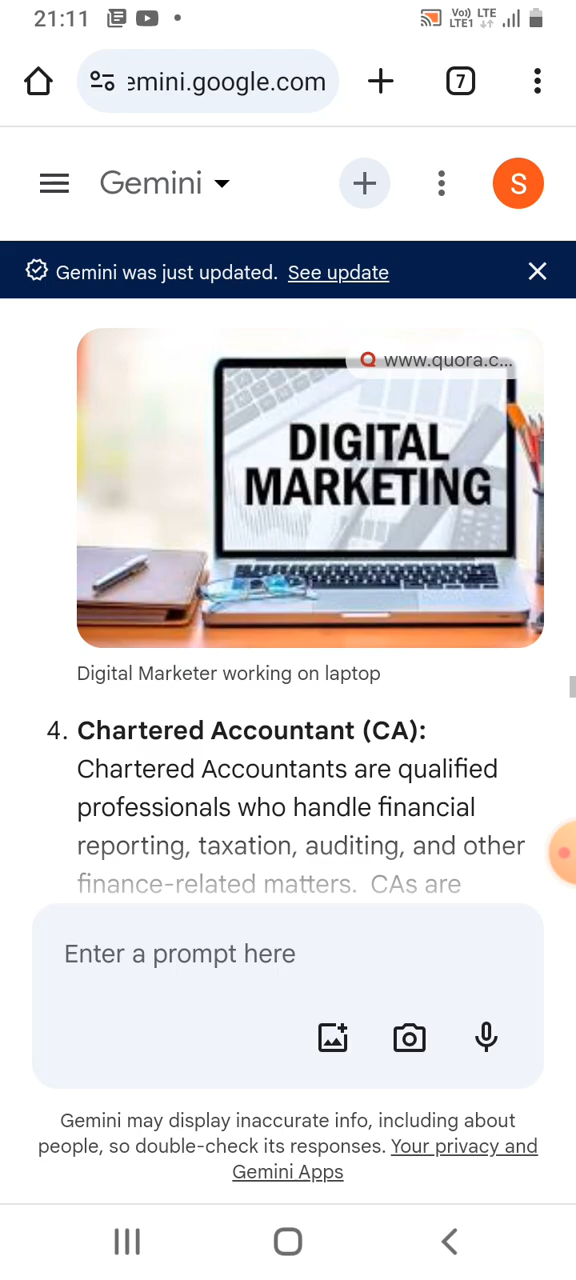 21:11
Vo)) LTE
LTE1
emini.google.com
7
Gemini
S
Gemini was just updated. See update
www.quora.c...
DIGITAL
MARKETING
Digital Marketer working on laptop
4. Chartered Accountant (CA):
Chartered Accountants are qualified
professionals who handle financial
reporting, taxation, auditing, and other
finance-related matters. CAs are
Enter a prompt here
Gemini may display inaccurate info, including about
people, so double-check its responses. Your privacy and
Gemini Apps